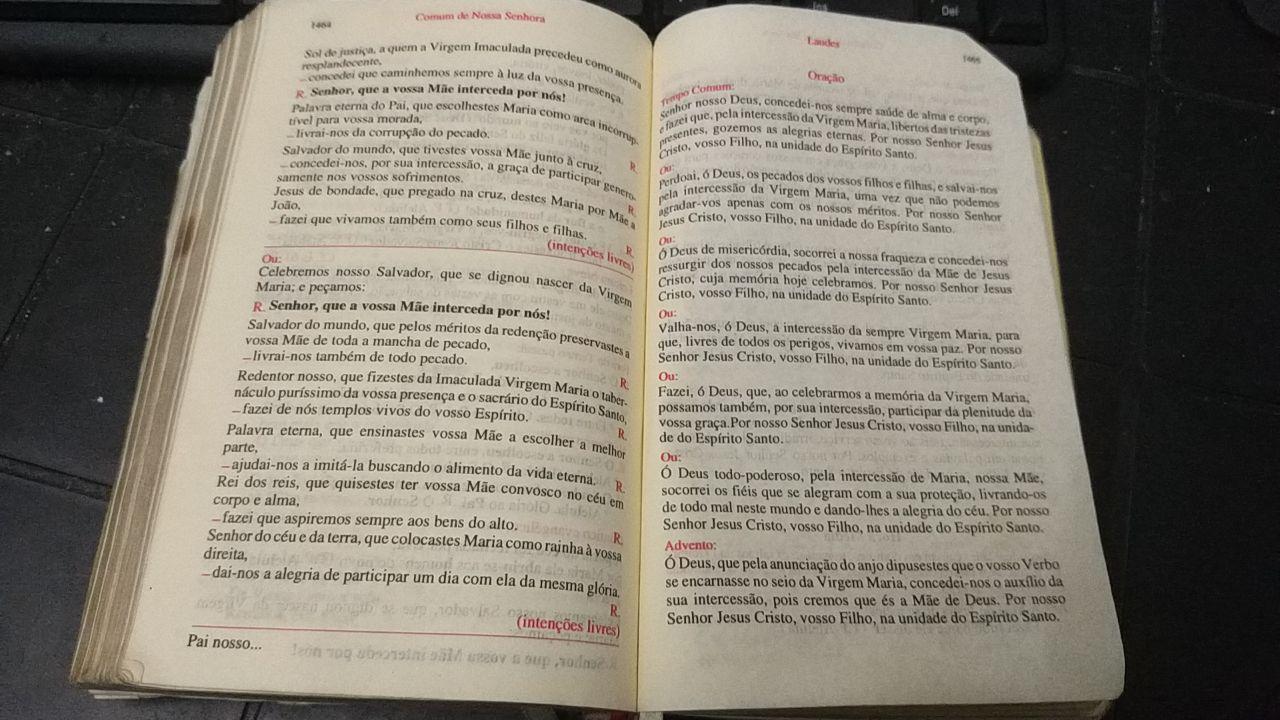 Ins
Del
1464
Comum de Nossa Senhora
Sol de justiça, a quem a Virgem Imaculada precedeu como aurora
resplandecente,
– concedei que caminhemos sempre à luz da vossa presença.
R. Senhor, que a vossa Mãe interceda por nós!
Palavra eterna do Pai, que escolhestes Maria como arca incorrup-
tível para vossa morada,
– livrai-nos da corrupção do pecado. R.
Salvador do mundo, que tivestes vossa Mãe junto à cruz,
– concedei-nos, por sua intercessão, a graça de participar genero-
samente nos vossos sofrimentos. R.
Jesus de bondade, que pregado na cruz, destes Maria por Mãe a
João,
– fazei que vivamos também como seus filhos e filhas. R.
(intenções livres)
Ou:
Celebremos nosso Salvador, que se dignou nascer da Virgem
Maria; e peçamos:
R. Senhor, que a vossa Mãe interceda por nós!
Salvador do mundo, que pelos méritos da redenção preservastes a
vossa Mãe de toda a mancha de pecado,
– livrai-nos também de todo pecado. R.
Redentor nosso, que fizestes da Imaculada Virgem Maria o taber-
náculo puríssimo da vossa presença e o sacrário do Espírito Santo,
– fazei de nós templos vivos do vosso Espírito. R.
Palavra eterna, que ensinastes vossa Mãe a escolher a melhor
parte,
– ajudai-nos a imitá-la buscando o alimento da vida eterna. R.
Rei dos reis, que quisestes ter vossa Mãe convosco no céu em
corpo e alma,
– fazei que aspiremos sempre aos bens do alto. R.
Senhor do céu e da terra, que colocastes Maria como rainha à vossa
direita,
– dai-nos a alegria de participar um dia com ela da mesma glória.
R.
(intenções livres)
Pai nosso...
Laudes
1465
Oração
Tempo Comum:
Senhor nosso Deus, concedei-nos sempre saúde de alma e corpo,
e fazei que, pela intercessão da Virgem Maria, libertos das tristezas
presentes, gozemos as alegrias eternas. Por nosso Senhor Jesus
Cristo, vosso Filho, na unidade do Espírito Santo.
Ou:
Perdoai, ó Deus, os pecados dos vossos filhos e filhas, e salvai-nos
pela intercessão da Virgem Maria, uma vez que não podemos
agradar-vos apenas com os nossos méritos. Por nosso Senhor
Jesus Cristo, vosso Filho, na unidade do Espírito Santo.
Ou:
Ó Deus de misericórdia, socorrei a nossa fraqueza e concedei-nos
ressurgir dos nossos pecados pela intercessão da Mãe de Jesus
Cristo, cuja memória hoje celebramos. Por nosso Senhor Jesus
Cristo, vosso Filho, na unidade do Espírito Santo.
Ou:
Valha-nos, ó Deus, a intercessão da sempre Virgem Maria, para
que, livres de todos os perigos, vivamos em vossa paz. Por nosso
Senhor Jesus Cristo, vosso Filho, na unidade do Espírito Santo.
Ou:
Fazei, ó Deus, que, ao celebrarmos a memória da Virgem Maria,
possamos também, por sua intercessão, participar da plenitude da
vossa graça.Por nosso Senhor Jesus Cristo, vosso Filho, na unida-
de do Espírito Santo.
Ou:
Ó Deus todo-poderoso, pela intercessão de Maria, nossa Mãe,
socorrei os fiéis que se alegram com a sua proteção, livrando-os
de todo mal neste mundo e dando-lhes a alegria do céu. Por nosso
Senhor Jesus Cristo, vosso Filho, na unidade do Espírito Santo.
Advento:
Ó Deus, que pela anunciação do anjo dipusestes que o vosso Verbo
se encarnasse no seio da Virgem Maria, concedei-nos o auxílio da
sua intercessão, pois cremos que és a Mãe de Deus. Por nosso
Senhor Jesus Cristo, vosso Filho, na unidade do Espírito Santo.